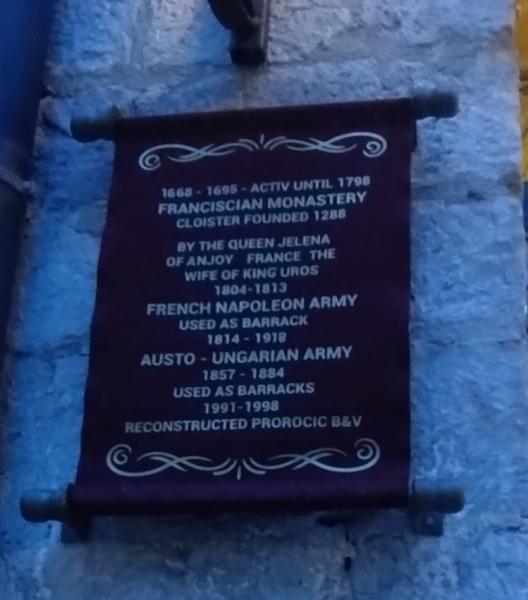 1668 - 1695 - ACTIV UNTIL 1798
FRANCISCIAN MONASTERY
CLOISTER FOUNDED 1288
BY THE QUEEN JELENA
OF ANJOY FRANCE THE
WIFE OF KING UROS
1804-1813
FRENCH NAPOLEON ARMY
USED AS BARRACK
1814 - 1918
AUSTO - UNGARIAN ARMY
1857 - 1884
USED AS BARRACKS
1991-1998
RECONSTRUCTED PROROCIC B&V